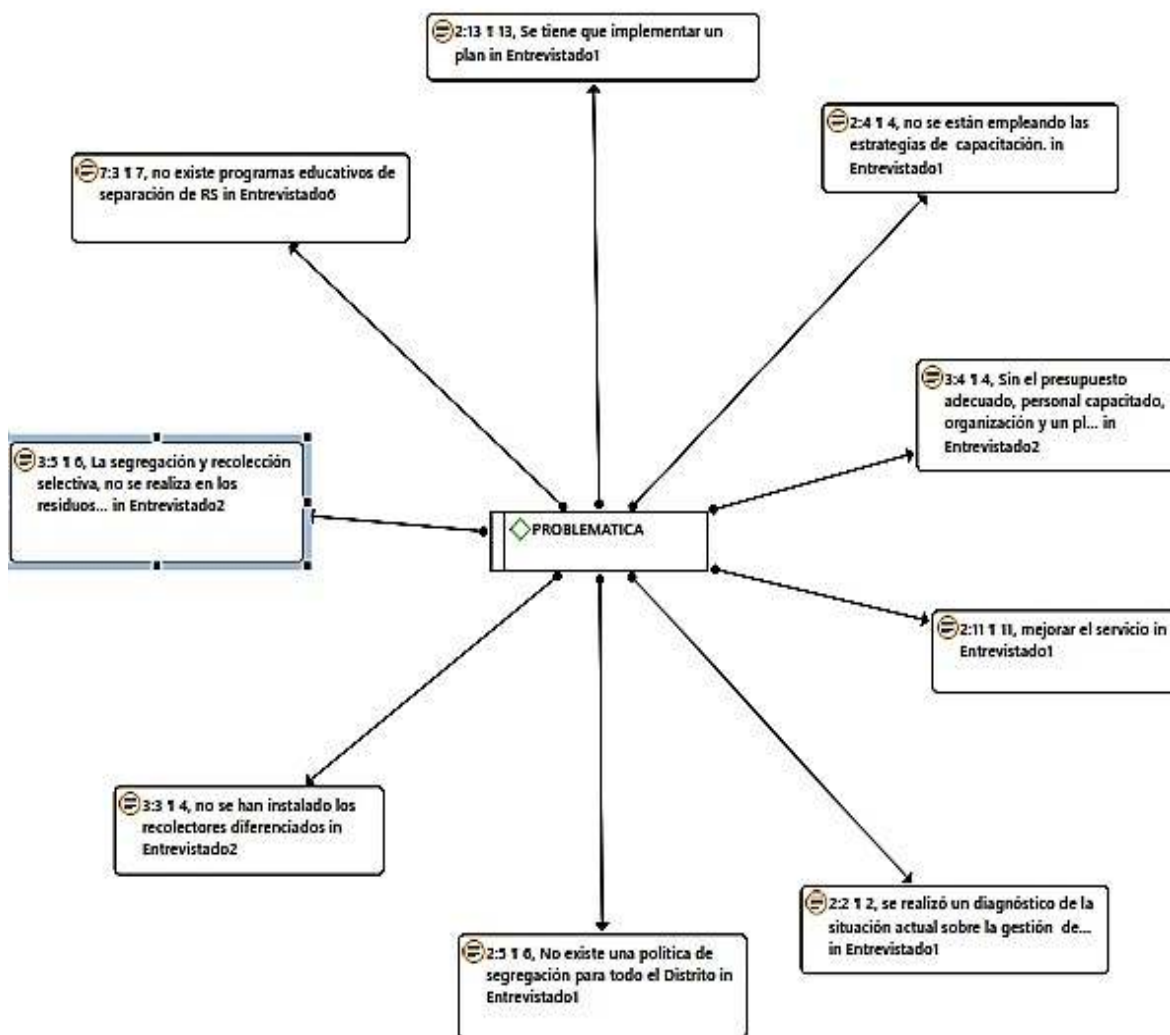 2:13 ¶ 13, Se tiene que implementar un
plan in Entrevistado1
2:4 ¶ 4, no se están empleando las
estrategias de capacitación. in
Entrevistado1
7:3 ¶ 7, no existe programas educativos de
separación de RS in Entrevistado6
3:4 ¶ 4, Sin el presupuesto
adecuado, personal capacitado,
organización y un pl... in
Entrevistado2
3:5 ¶ 6, La segregación y recolección
selectiva, no se realiza en los
residuos... in Entrevistado2
PROBLEMATICA
2:11 ¶ 11, mejorar el servicio in
Entrevistado1
3:3 ¶ 4, no se han instalado los
recolectores diferenciados in
Entrevistado2
2:2 ¶ 2, se realizó un diagnóstico de la
situación actual sobre la gestión de...
in Entrevistado1
2:5 ¶ 6, No existe una política de
segregación para todo el Distrito in
Entrevistado1